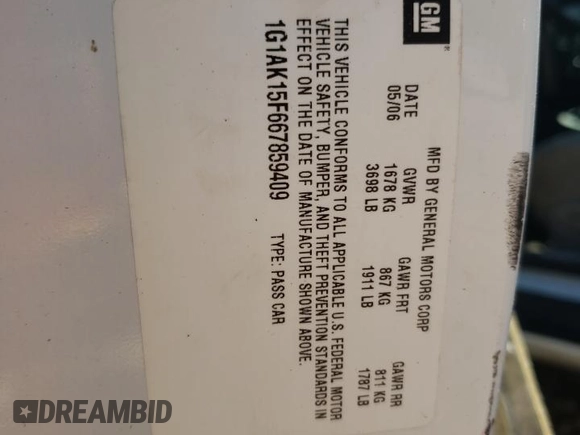 GM
MFD BY GENERAL MOTORS CORP
DATE GVWR GAWR FRT GAWR RR
05/06 1678 KG 867 KG 811 KG
3698 LB 1911 LB 1787 LB
THIS VEHICLE CONFORMS TO ALL APPLICABLE U.S. FEDERAL MOTOR
VEHICLE SAFETY, BUMPER, AND THEFT PREVENTION STANDARDS IN
EFFECT ON THE DATE OF MANUFACTURE SHOWN ABOVE.
1G1AK15F667859409 TYPE: PASS CAR
DREAMBID